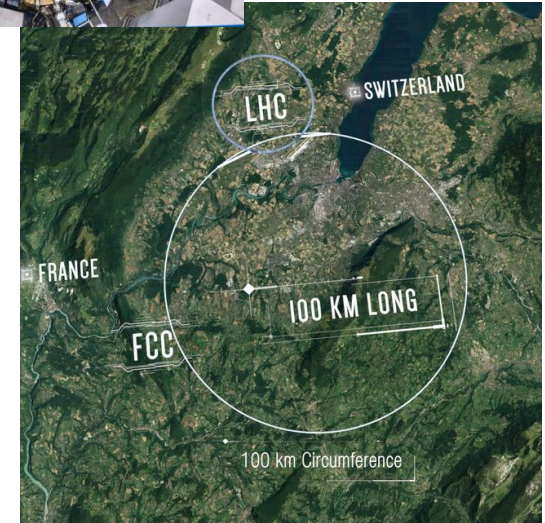 LHC
SWITZERLAND
FRANCE
100 KM LONG
FCC
100 km Circumference